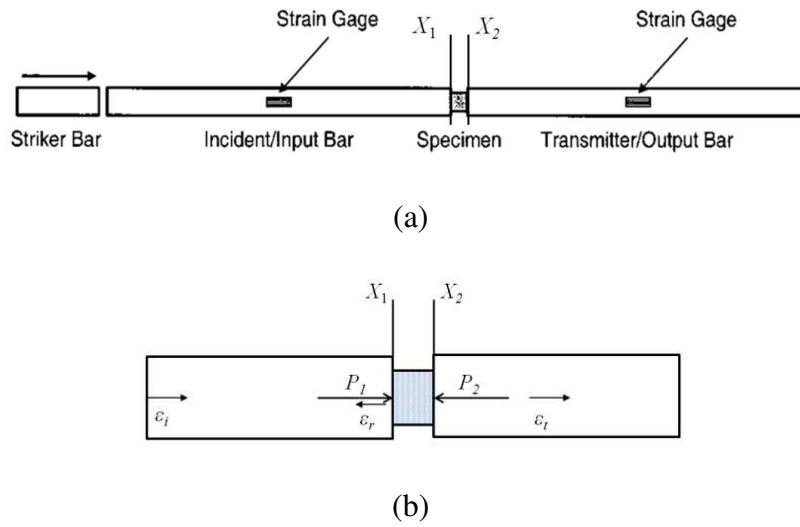 Strain Gage X₁ X₂ Strain Gage
Striker Bar Incident/Input Bar Specimen Transmitter/Output Bar
(a)
X₁ X₂
P₁ P₂
εᵢ εᵣ εₜ
(b)